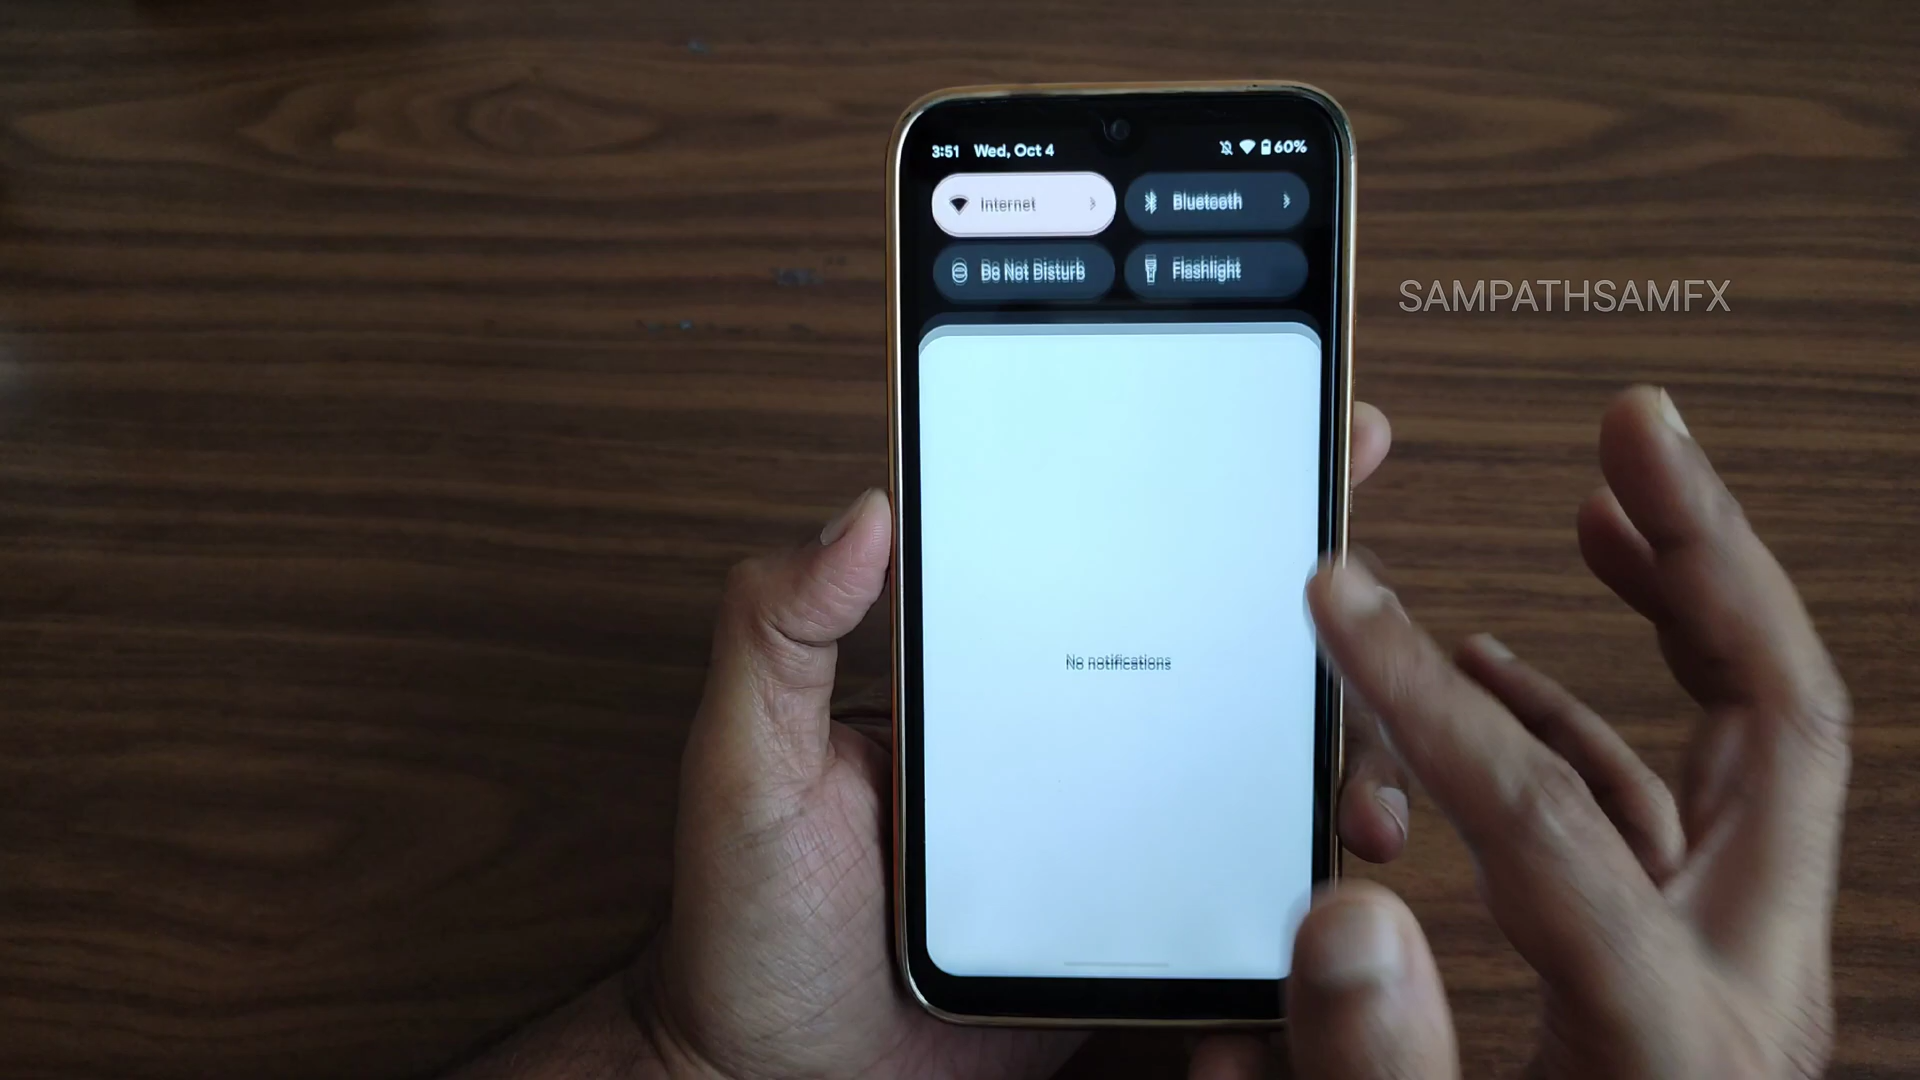 3:51 Wed, Oct 4 60%
Internet
Bluetooth
Do Not Disturb
Flashlight
SAMPATHSAMFX
No notifications